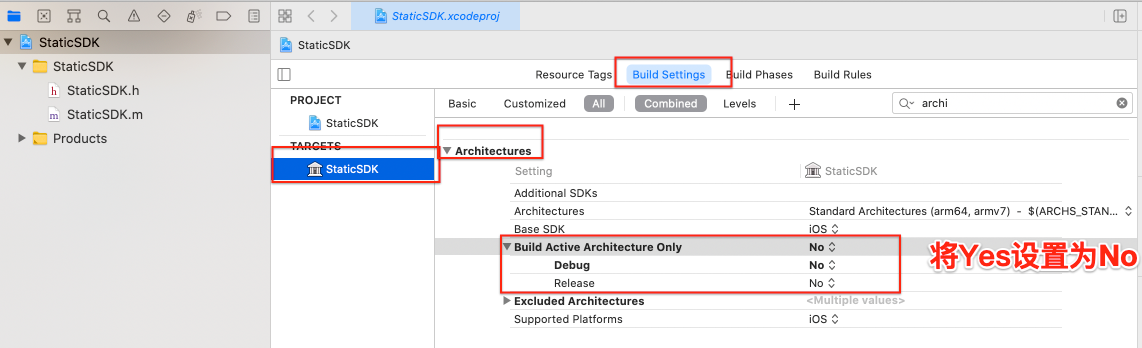 StaticSDK.xcodeproj
StaticSDK
StaticSDK
StaticSDK
StaticSDK.h
StaticSDK.m
Products
Resource Tags Build Settings Build Phases Build Rules
PROJECT
StaticSDK
TARGETS
StaticSDK
Basic Customized All Combined Levels archi
Architectures
Setting StaticSDK
Additional SDKs
Architectures Standard Architectures (arm64, armv7) - $(ARCHS_STAN...
Base SDK iOS
Build Active Architecture Only No
Debug No
Release No
将Yes设置为No
Excluded Architectures <Multiple values>
Supported Platforms iOS